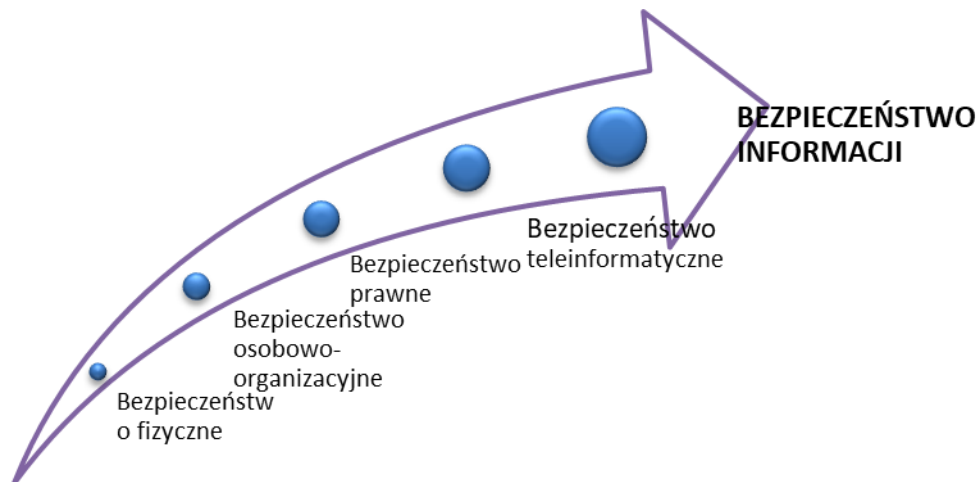 BEZPIECZEŃSTWO
INFORMACJI
Bezpieczeństwo
teleinformatyczne
Bezpieczeństwo
prawne
Bezpieczeństwo
osobowo-
organizacyjne
Bezpieczeństw
o fizyczne